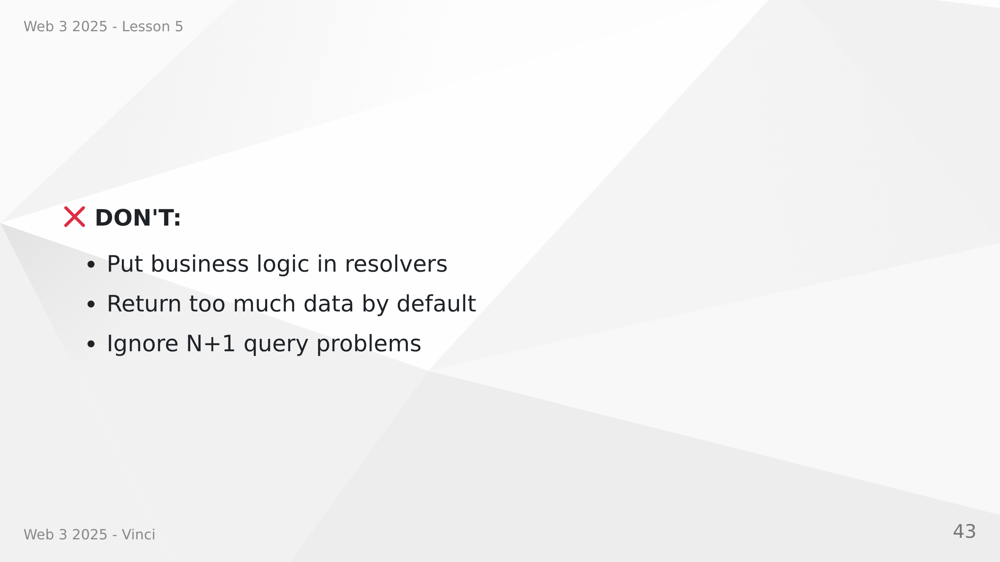 Web 3 2025 - Lesson 5
❌ DON'T:
• Put business logic in resolvers
• Return too much data by default
• Ignore N+1 query problems
Web 3 2025 - Vinci
43